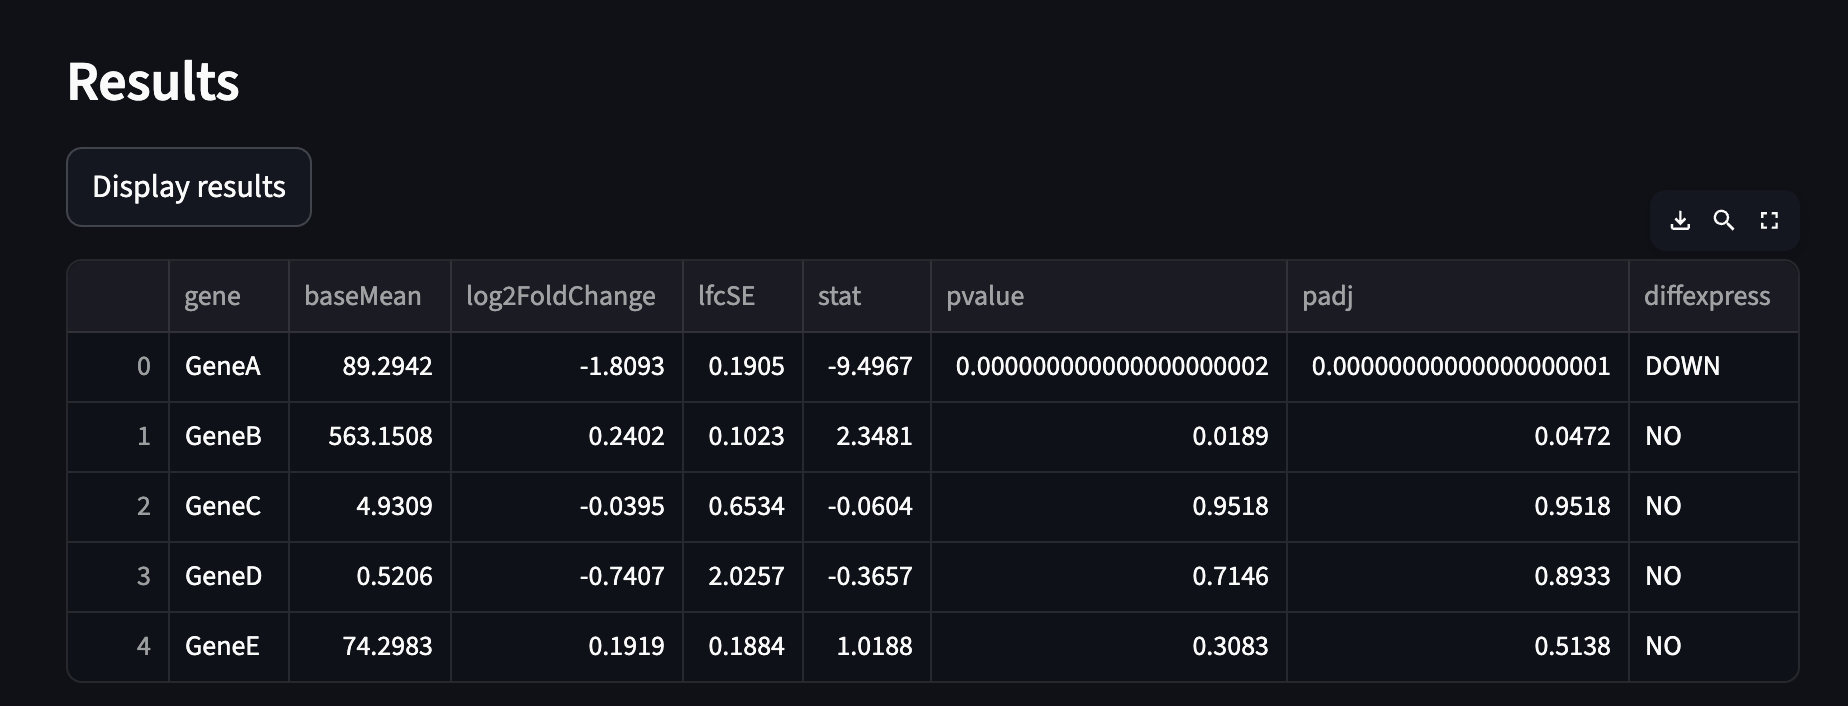 Results
Display results
gene baseMean log2FoldChange lfcSE stat pvalue padj diffexpress
0 GeneA 89.2942 -1.8093 0.1905 -9.4967 0.000000000000000000002 0.00000000000000000001 DOWN
1 GeneB 563.1508 0.2402 0.1023 2.3481 0.0189 0.0472 NO
2 GeneC 4.9309 -0.0395 0.6534 -0.0604 0.9518 0.9518 NO
3 GeneD 0.5206 -0.7407 2.0257 -0.3657 0.7146 0.8933 NO
4 GeneE 74.2983 0.1919 0.1884 1.0188 0.3083 0.5138 NO